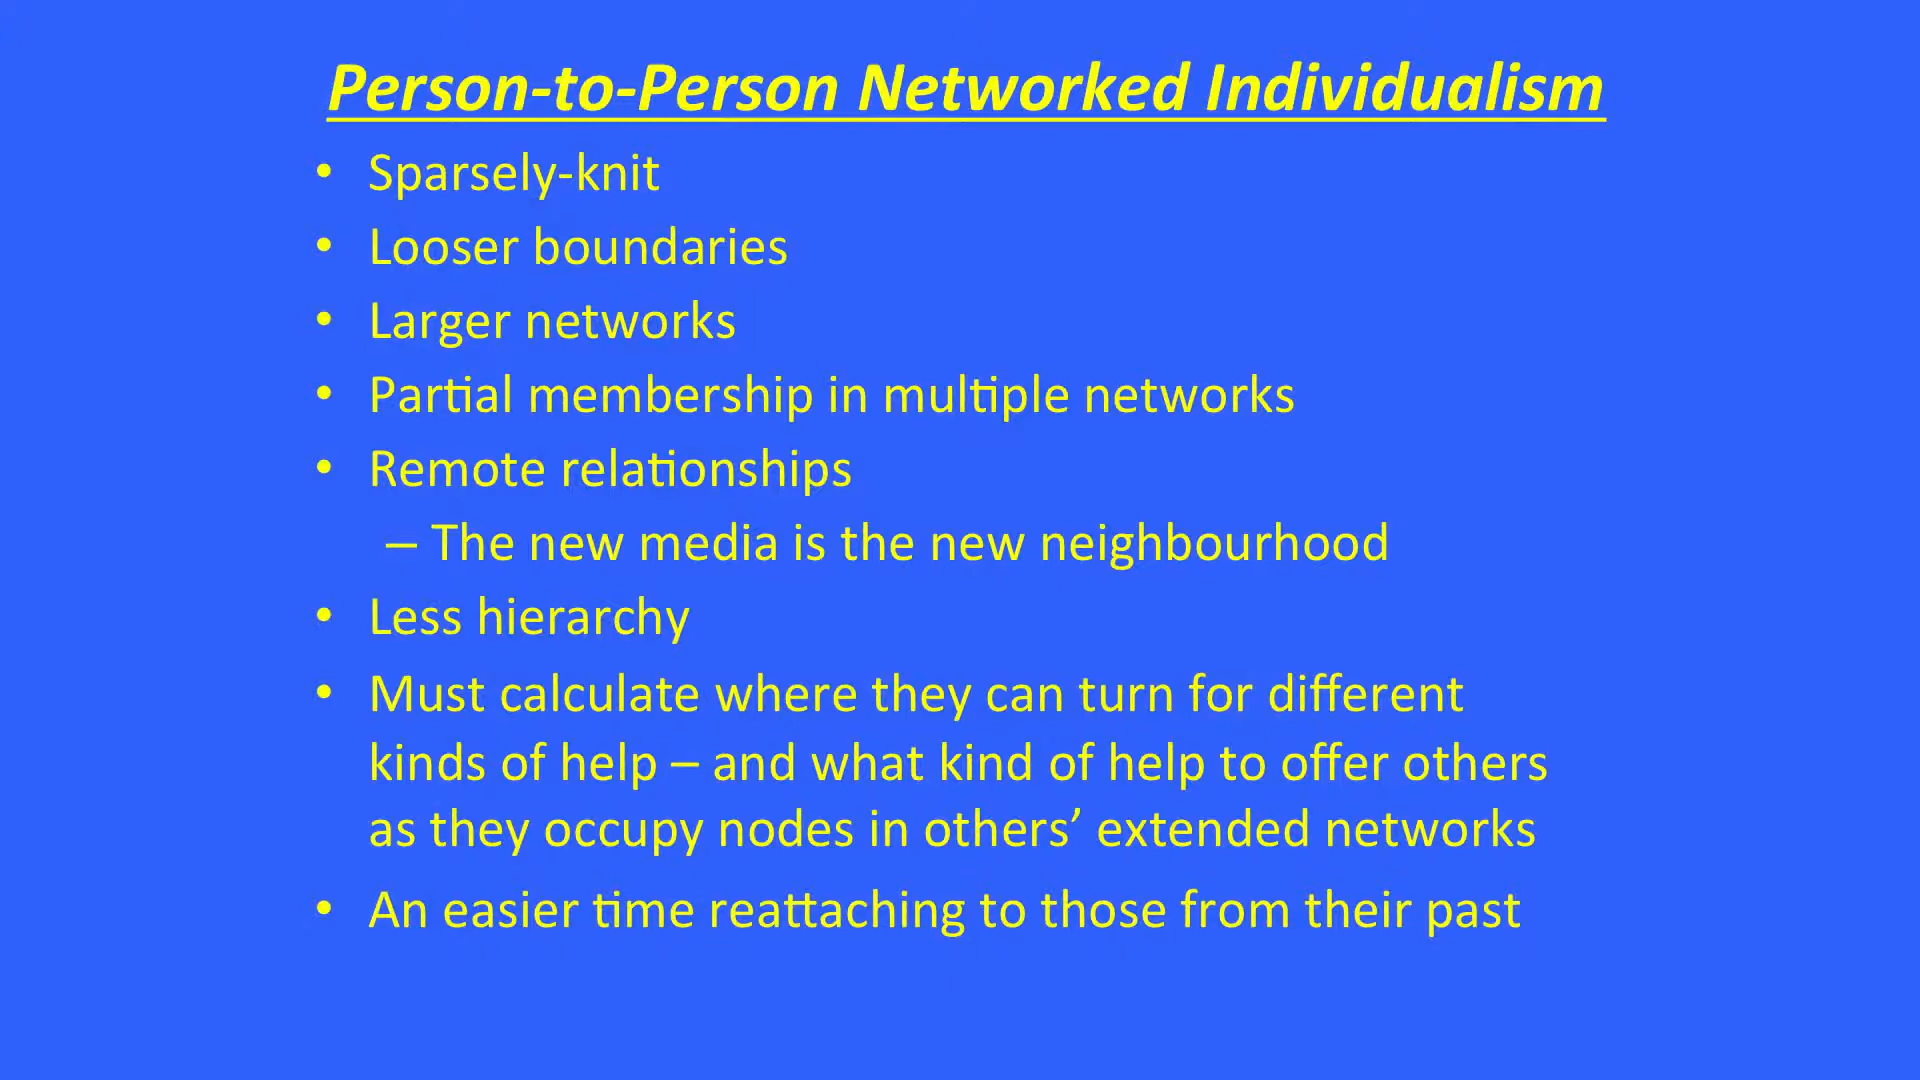 Person-to-Person Networked Individualism
• Sparsely-knit
• Looser boundaries
• Larger networks
• Partial membership in multiple networks
• Remote relationships
– The new media is the new neighbourhood
• Less hierarchy
• Must calculate where they can turn for different
kinds of help – and what kind of help to offer others
as they occupy nodes in others’ extended networks
• An easier time reattaching to those from their past